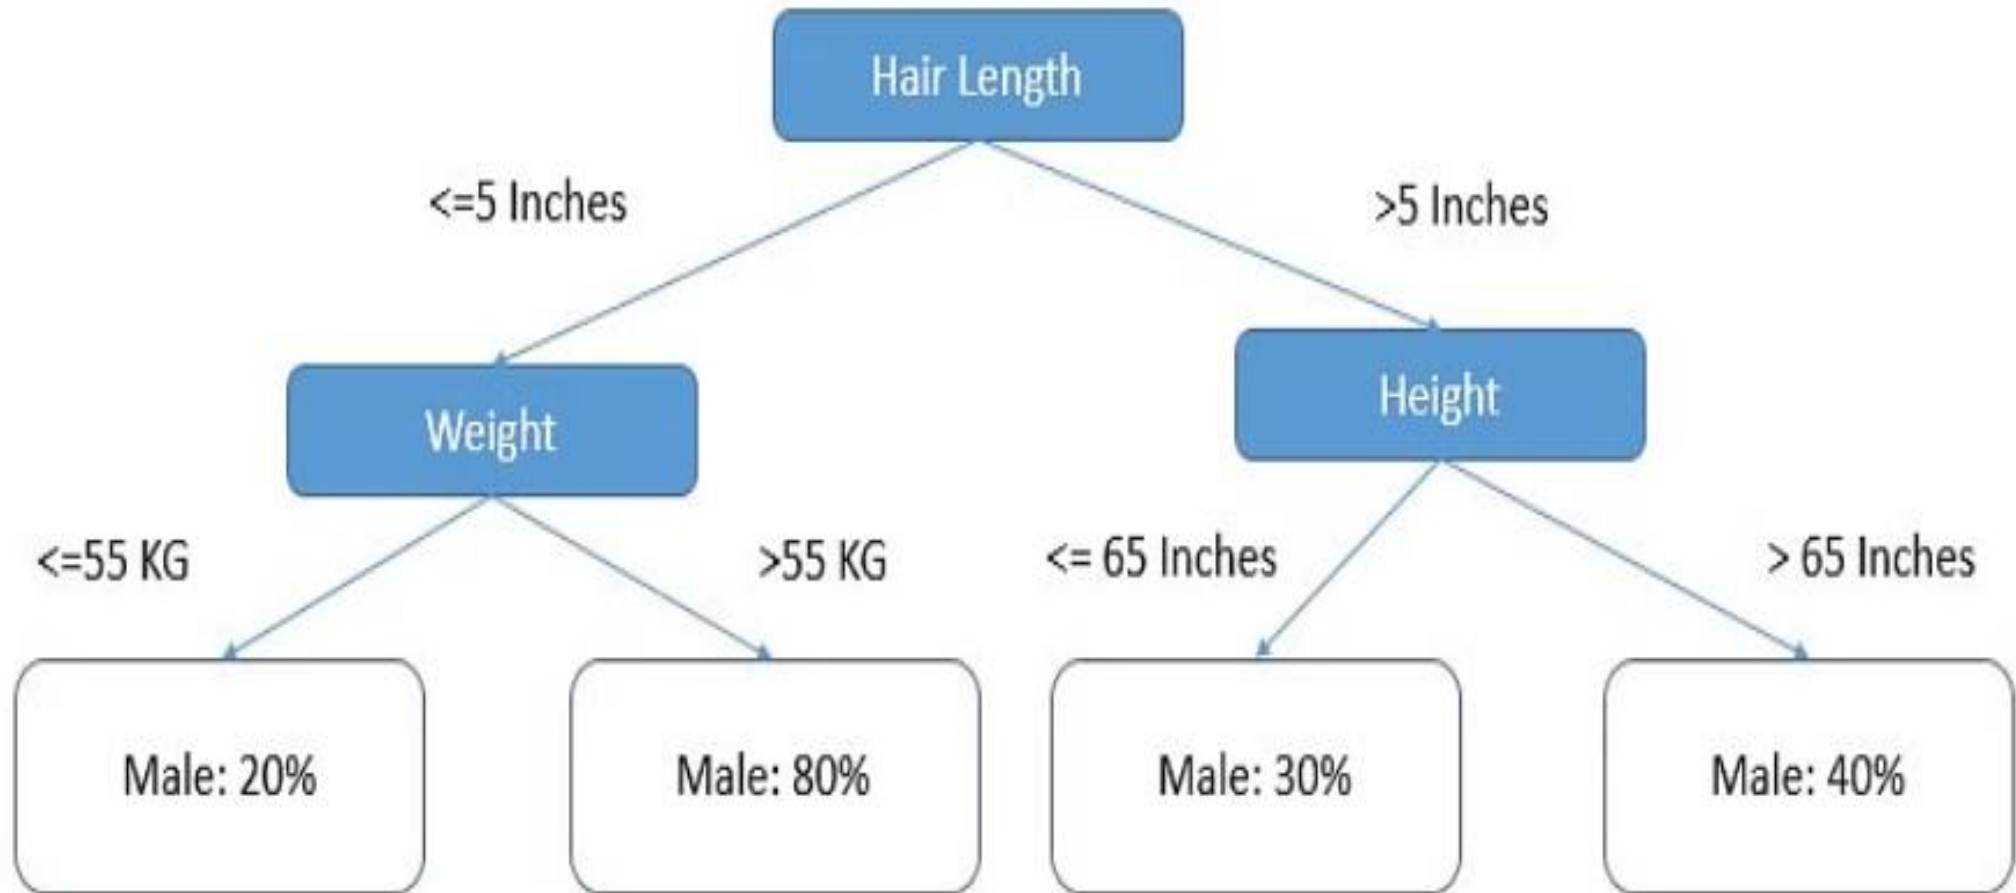 Hair Length
<=5 Inches
>5 Inches
Weight
Height
<=55 KG
>55 KG
<= 65 Inches
> 65 Inches
Male: 20%
Male: 80%
Male: 30%
Male: 40%